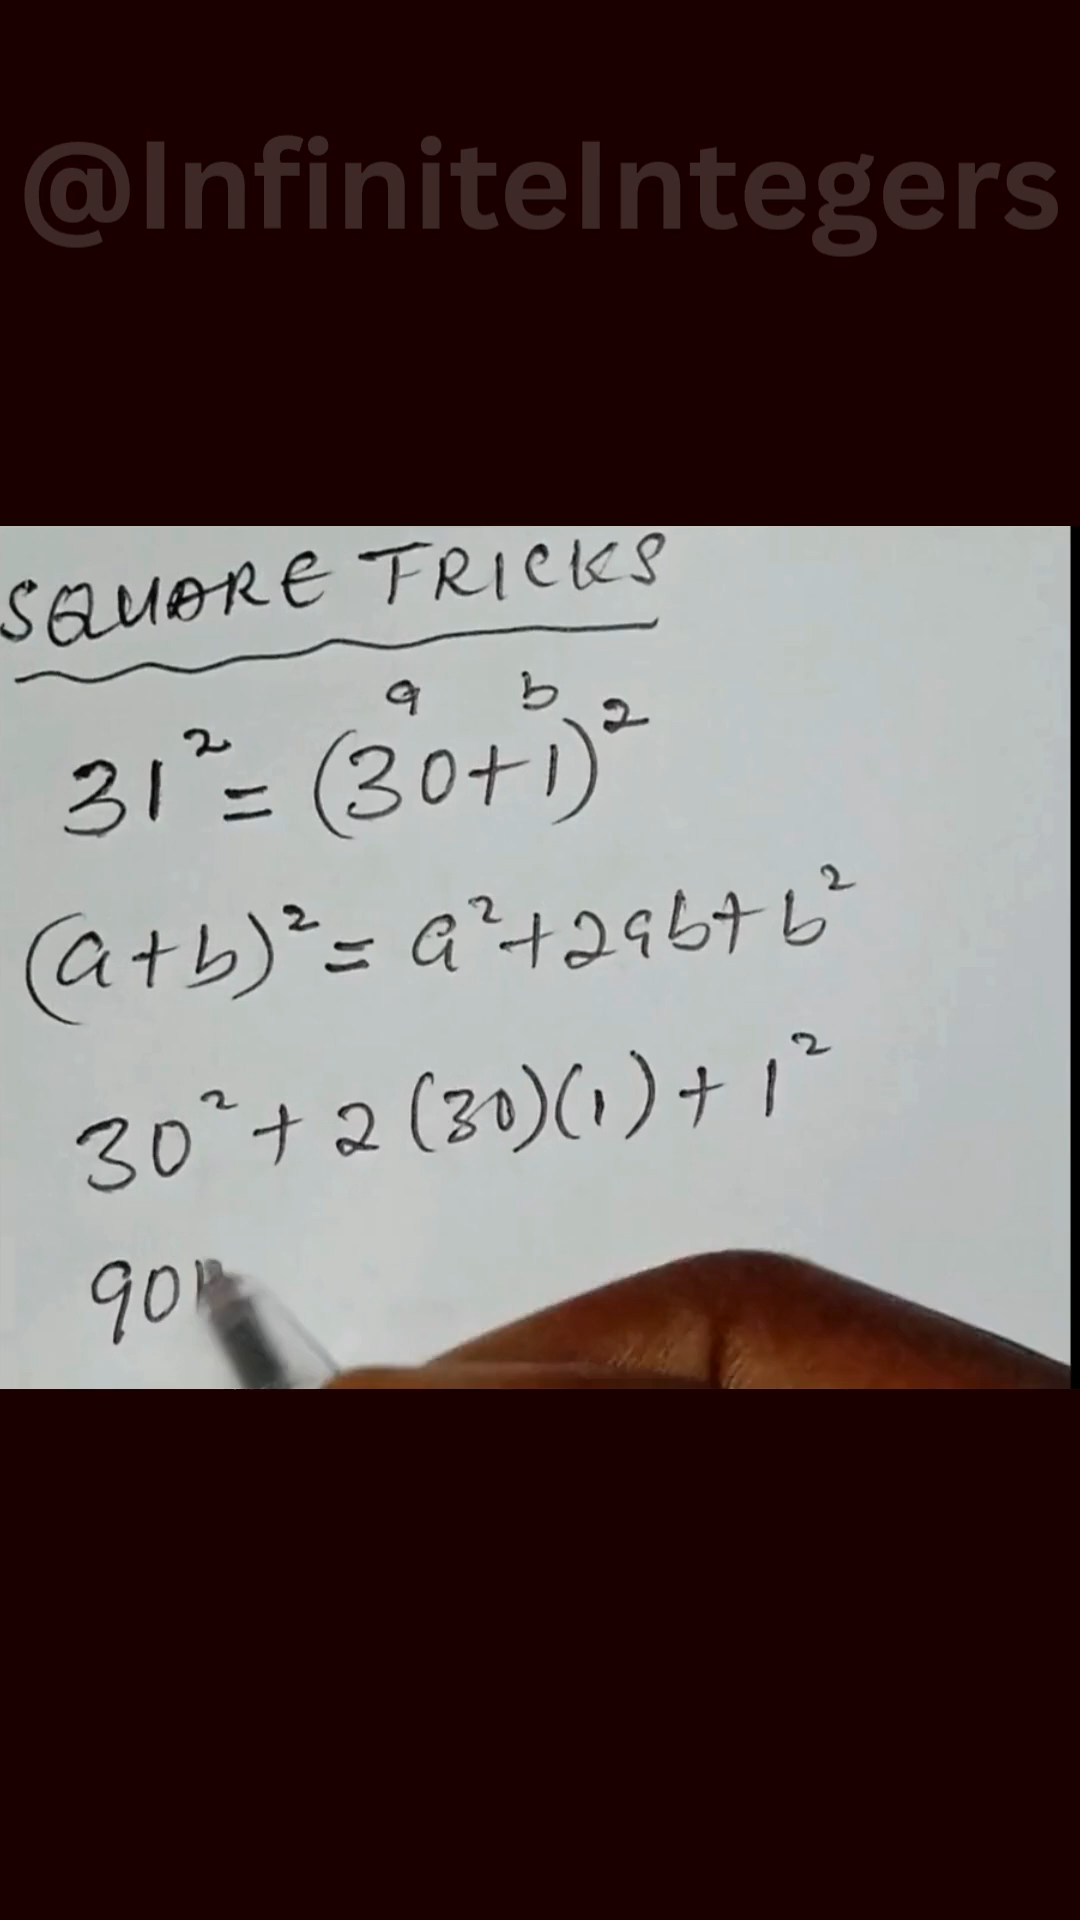 @InfiniteIntegers
SQUARE TRICKS
a b
31² = (30+1)²
(a+b)² = a²+2ab+b²
30² + 2(30)(1) + 1²
90